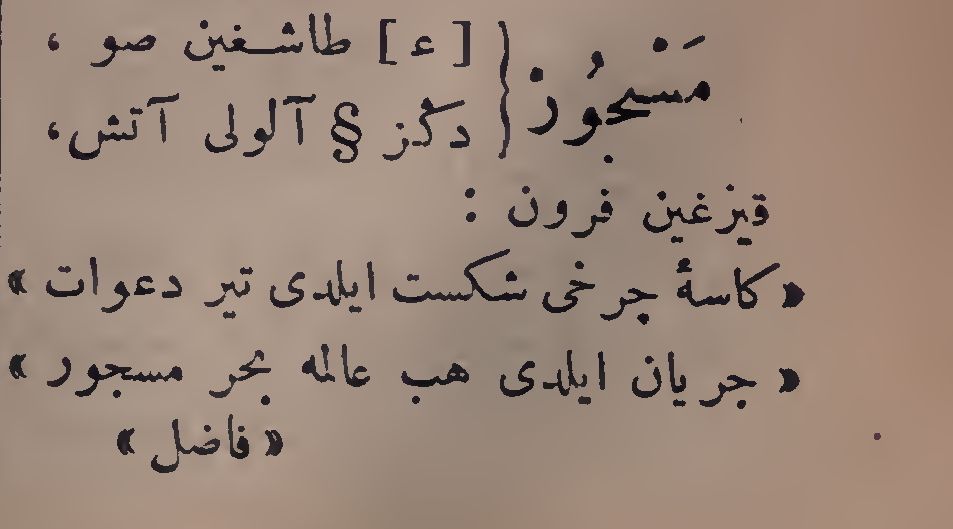 مَسْجُور { [ ء ] طاشغين صو ،
دڭز § آلولى آتش،
قيزغين فرون :
« كاسهٔ چرخى شكست ايلدى تير دعوات »
« جريان ايلدى هب عالمه بحر مسجور »
« فاضل »